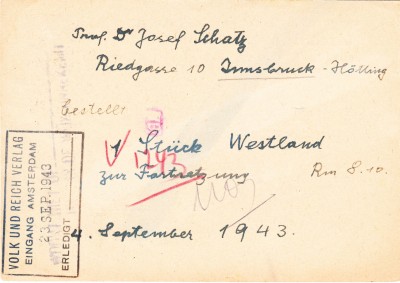 Prof. Dr Josef Schatz
Riedgasse 10 Innsbruck-Hötting
bestellt
1 Stück Westland
1243
zur Fortsetzung Rm 8.10.
4. September 1943.
VOLK UND REICH VERLAG
EINGANG AMSTERDAM
23. SEP. 1943
ERLEDIGT